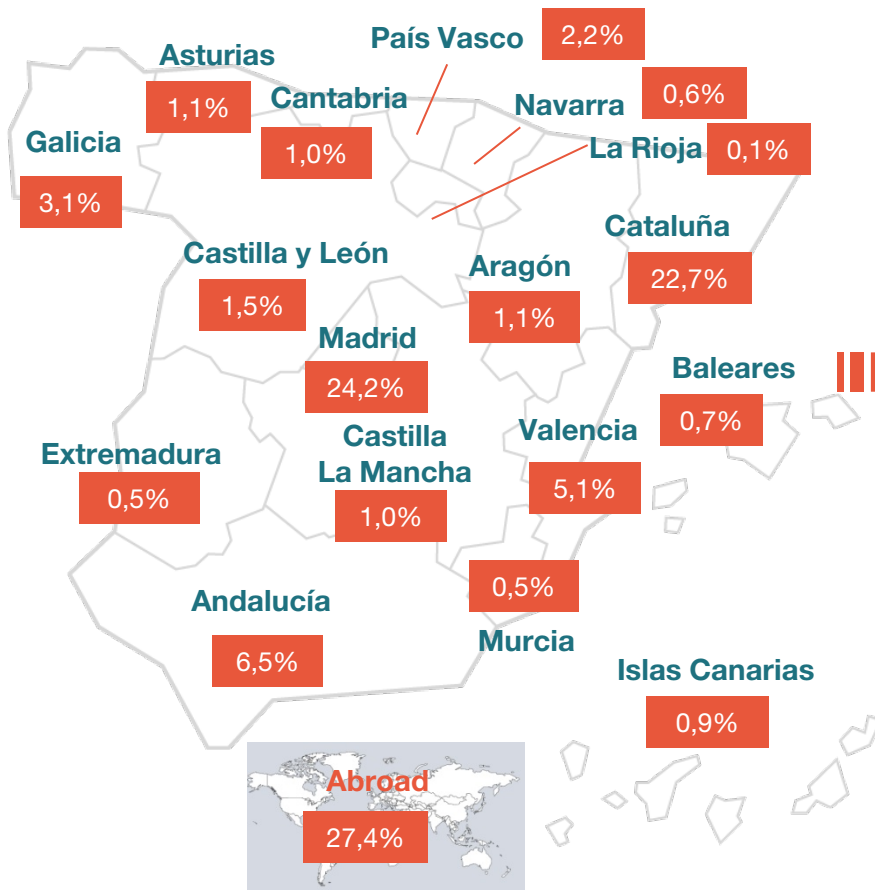 País Vasco
2,2%
Asturias
1,1%
Cantabria
1,0%
Navarra
0,6%
Galicia
3,1%
La Rioja
0,1%
Cataluña
22,7%
Castilla y León
1,5%
Aragón
1,1%
Madrid
24,2%
Baleares
0,7%
Extremadura
0,5%
Castilla
La Mancha
1,0%
Valencia
5,1%
Andalucía
6,5%
0,5%
Murcia
Islas Canarias
0,9%
Abroad
27,4%